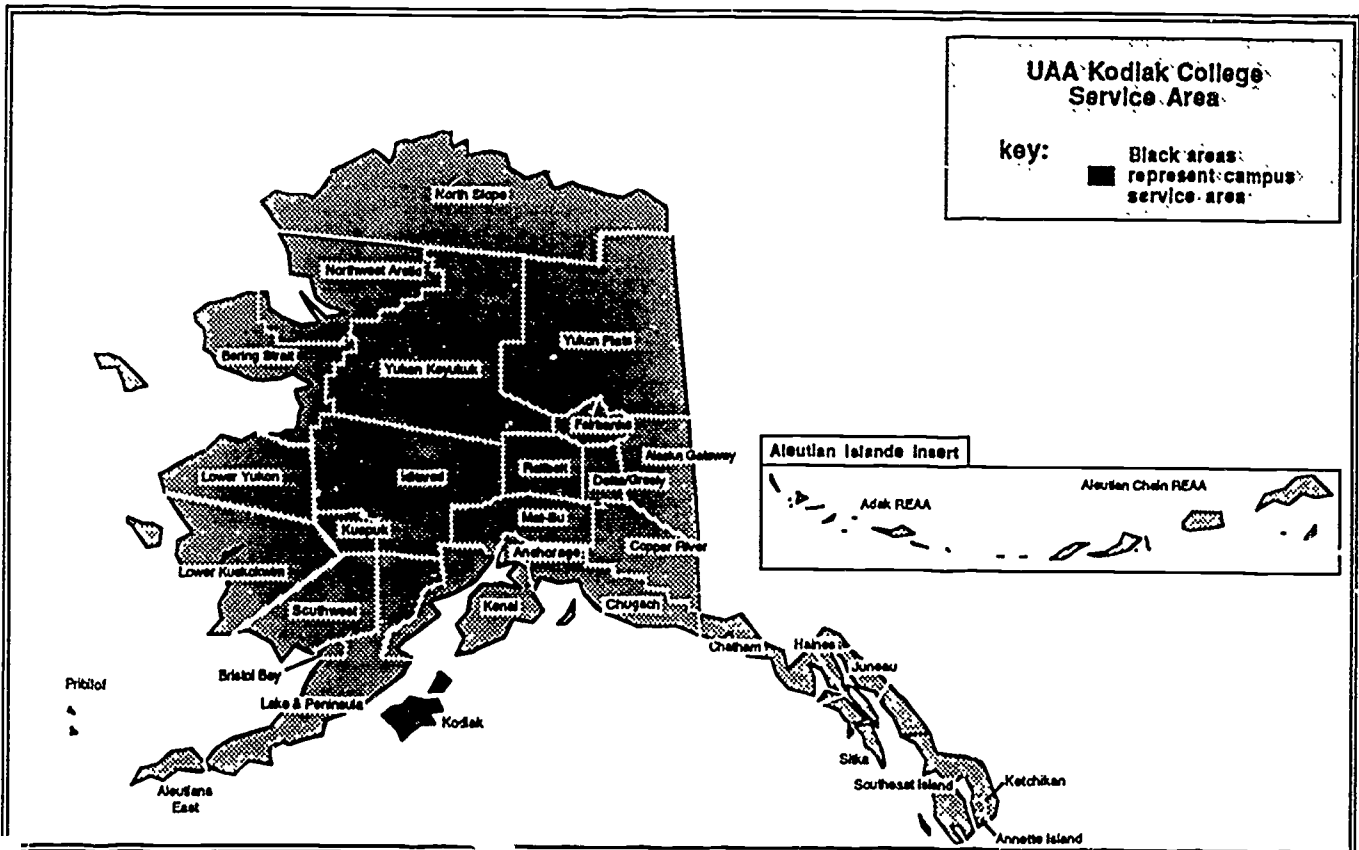 UAA Kodiak College
Service Area
key:
Black areas
represent campus
service area
North Slope
Northwest Arctic
Bering Strait
Yukon Koyukuk
Yukon Flats
Fairbanks
Lower Yukon
Iditarod
Railbelt
Delta/Greely
Alaska Gateway
Kuspuk
Mat-Su
Anchorage
Copper River
Lower Kuskokwim
Southwest
Kenai
Chugach
Chatham
Haines
Juneau
Bristol Bay
Lake & Peninsula
Kodiak
Pribilof
Aleutians
East
Sitka
Southeast Island
Ketchikan
Annette Island
Aleutian Islands Insert
Adak REAA
Aleutian Chain REAA